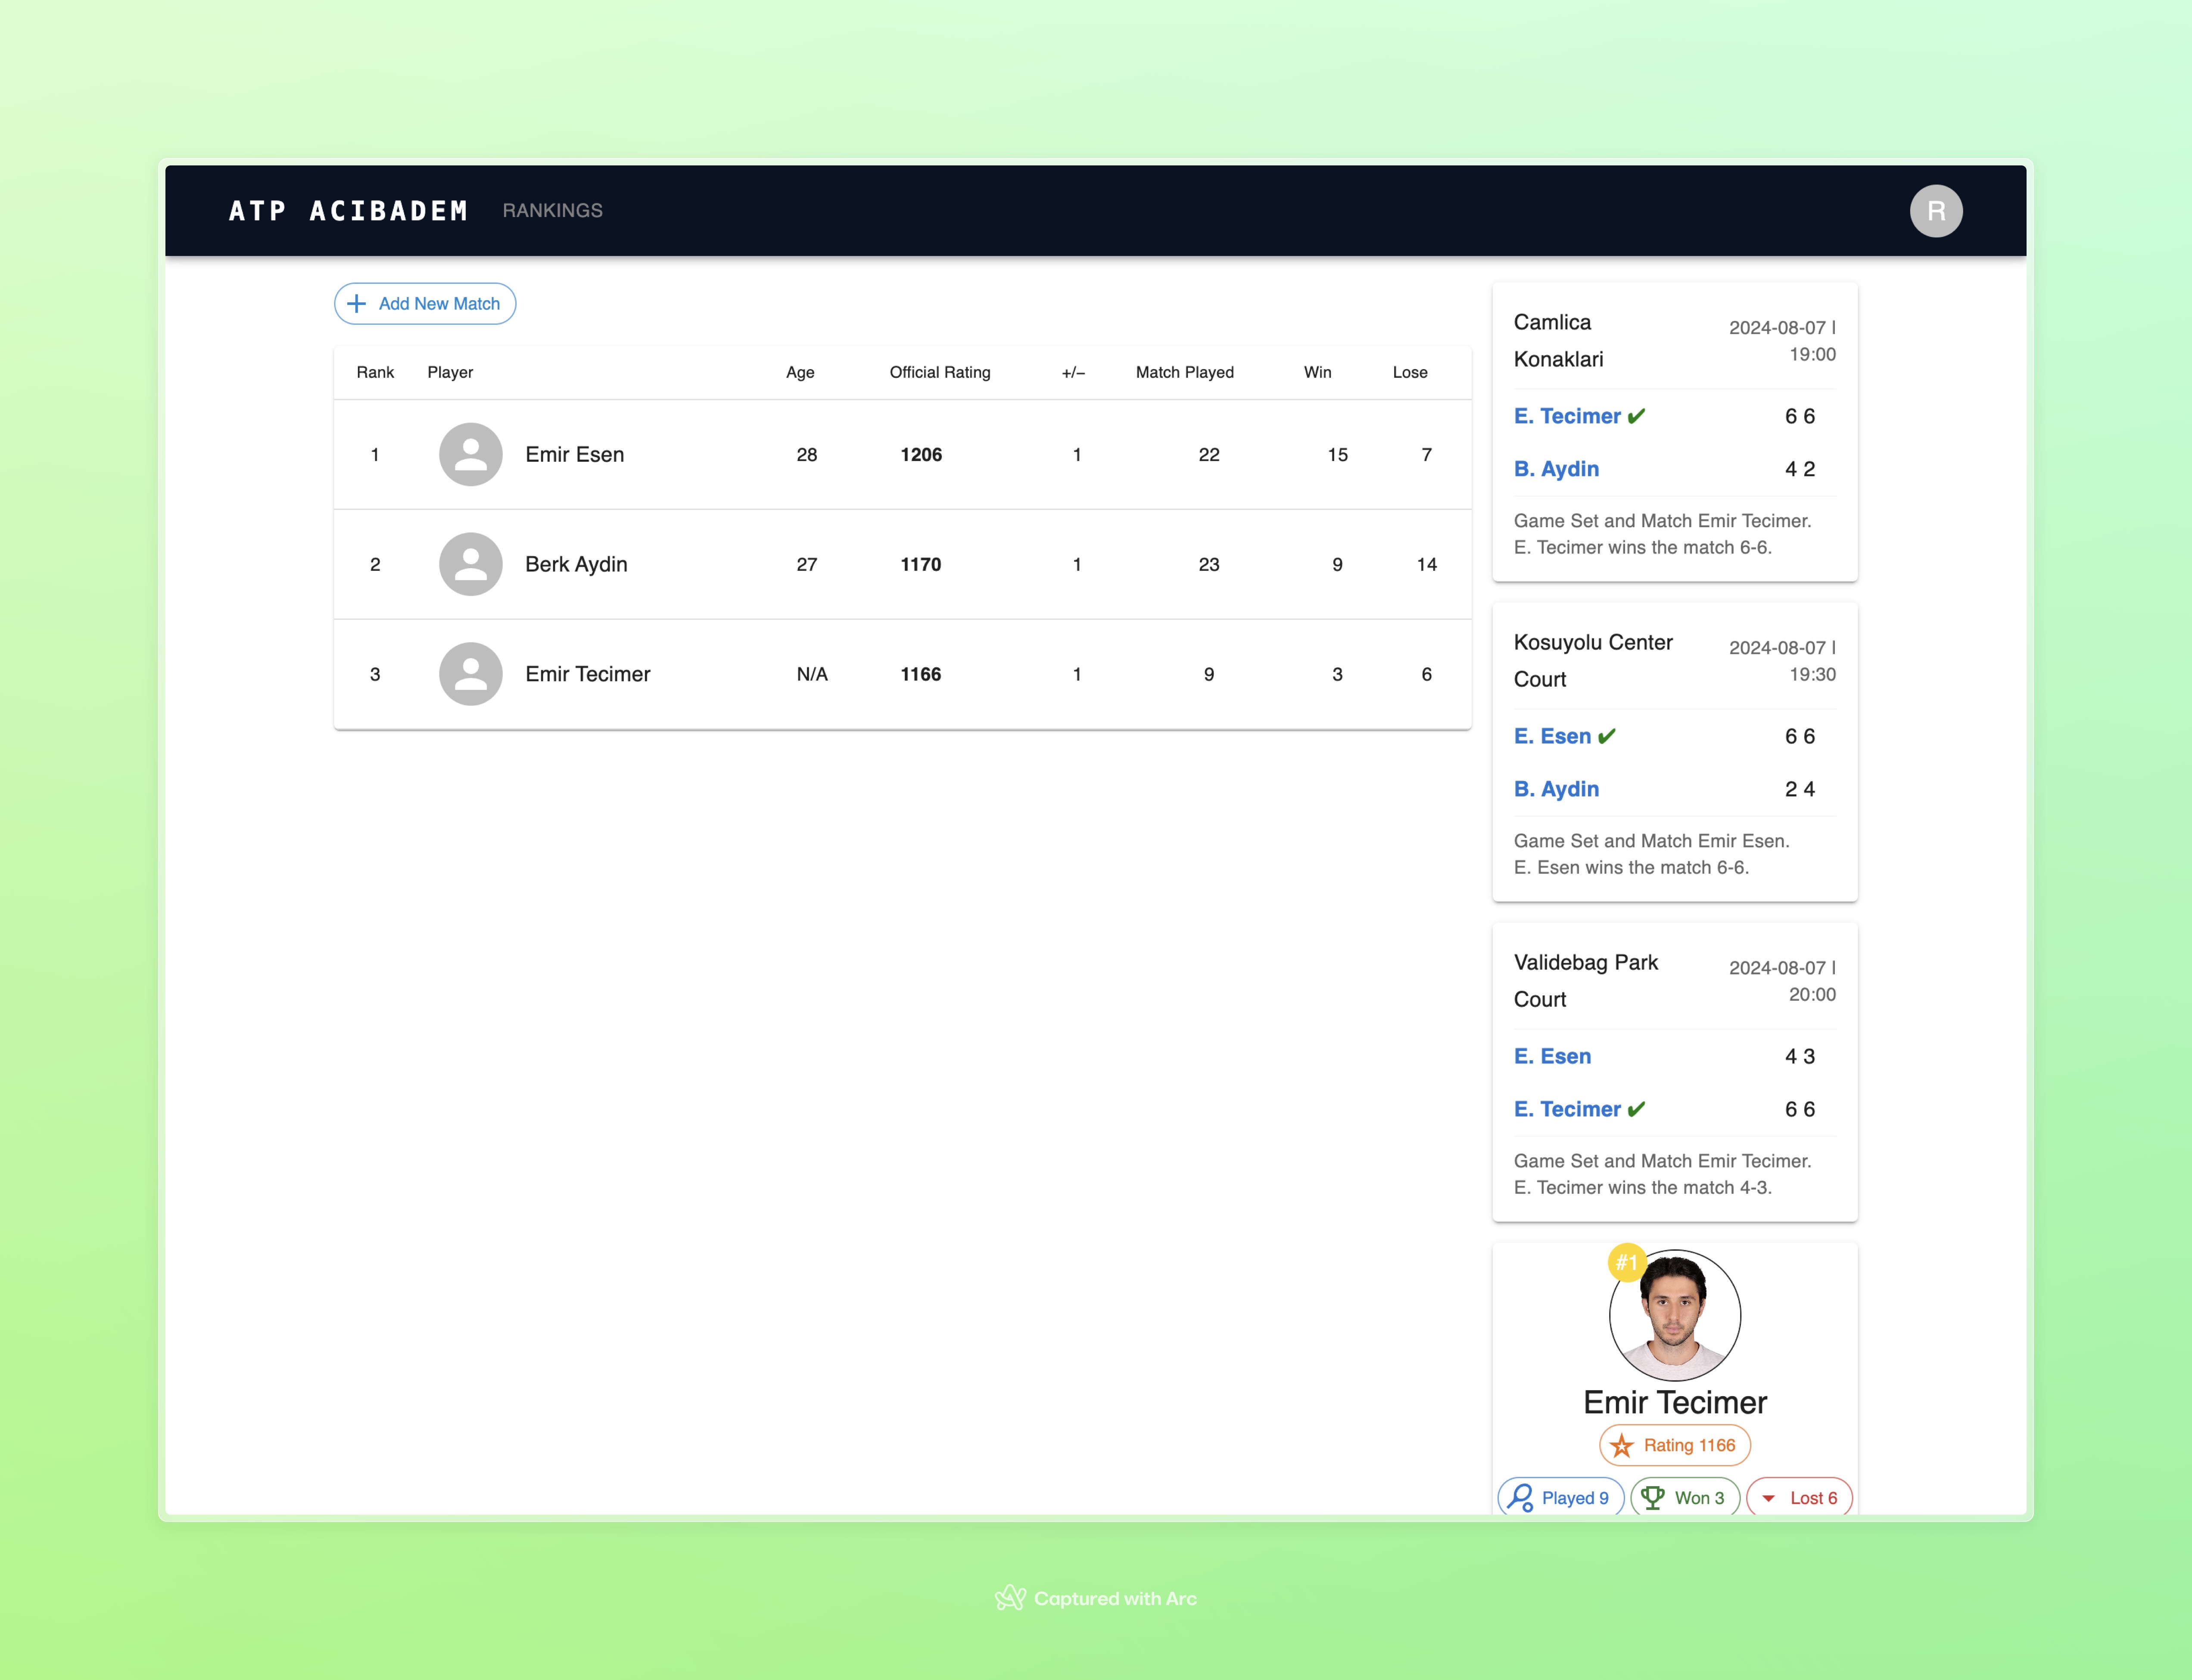 ATP ACIBADEM RANKINGS R
Add New Match
Rank Player Age Official Rating +/− Match Played Win Lose
1 Emir Esen 28 1206 1 22 15 7
2 Berk Aydin 27 1170 1 23 9 14
3 Emir Tecimer N/A 1166 1 9 3 6
Camlica
Konaklari
2024-08-07 |
19:00
E. Tecimer ✔ 6 6
B. Aydin 4 2
Game Set and Match Emir Tecimer.
E. Tecimer wins the match 6-6.
Kosuyolu Center
Court
2024-08-07 |
19:30
E. Esen ✔ 6 6
B. Aydin 2 4
Game Set and Match Emir Esen.
E. Esen wins the match 6-6.
Validebag Park
Court
2024-08-07 |
20:00
E. Esen 4 3
E. Tecimer ✔ 6 6
Game Set and Match Emir Tecimer.
E. Tecimer wins the match 4-3.
#1
Emir Tecimer
Rating 1166
Played 9 Won 3 Lost 6
Captured with Arc